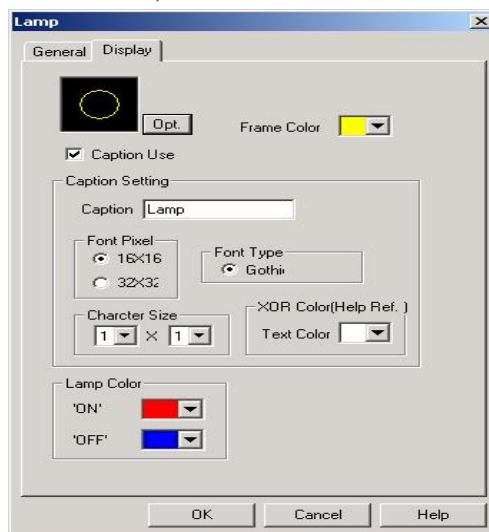 Lamp
General Display
Opt. Frame Color
Caption Use
Caption Setting
Caption Lamp
Font Pixel
16X16
32X32
Font Type
Gothi
Charcter Size
1 X 1
XOR Color(Help Ref. )
Text Color
Lamp Color
'ON'
'OFF'
OK Cancel Help